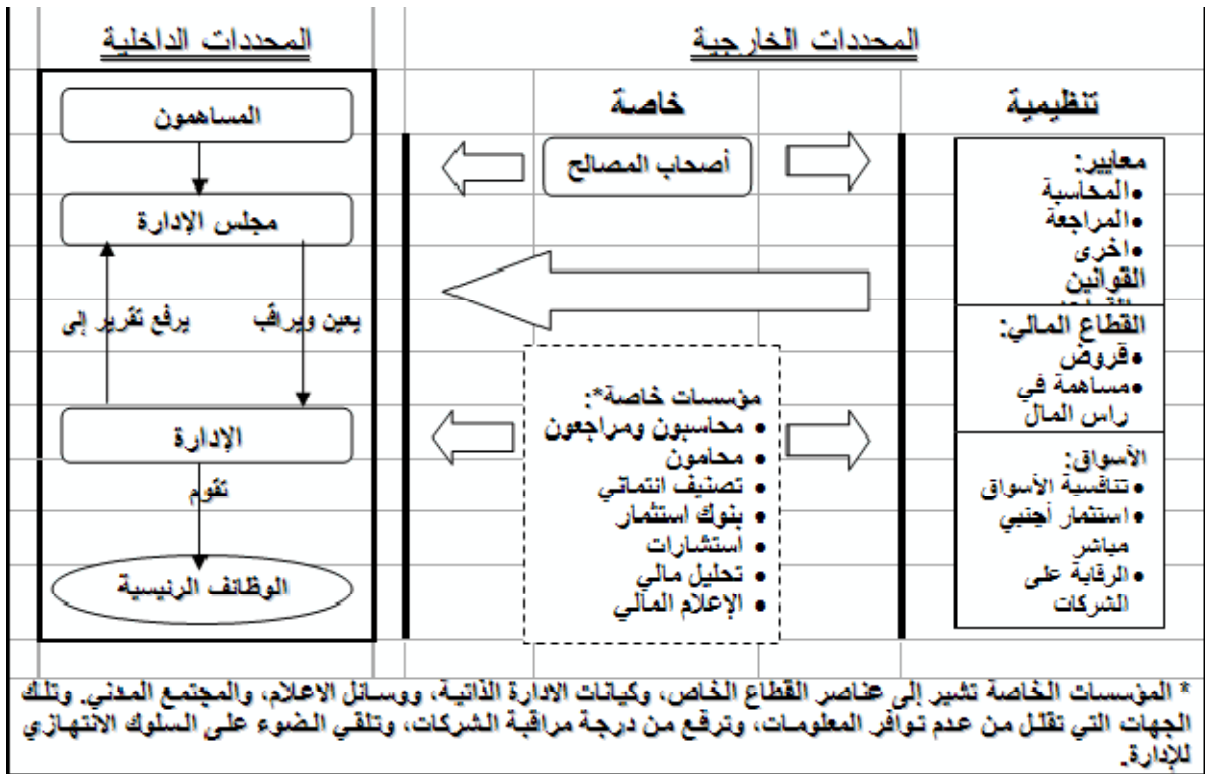 المحددات الخارجية
المحددات الداخلية
تنظيمية
خاصة
معايير:
•المحاسبة
•المراجعة
•اخرى
القوانين
القطاع المالي:
•قروض
•مساهمة في
راس المال
الأسواق:
•تنافسية الأسواق
•استثمار أجنبي
مباشر
•الرقابة على
الشركات
أصحاب المصالح
مؤسسات خاصة*:
• محاسبون ومراجعون
• محامون
• تصنيف ائتماني
• بنوك استثمار
• استشارات
• تحليل مالي
• الإعلام المالي
المساهمون
مجلس الإدارة
يعين ويراقب
يرفع تقرير إلى
الإدارة
تقوم
الوظائف الرئيسية
* المؤسسات الخاصة تشير إلى عناصر القطاع الخاص، وكيانات الادارة الذاتية، ووسائل الاعلام، والمجتمع المدني. وتلك
الجهات التي تقلل من عدم توافر المعلومات، وترفع من درجة مراقبة الشركات، وتلقي الضوء على السلوك الانتهازي
للإدارة.